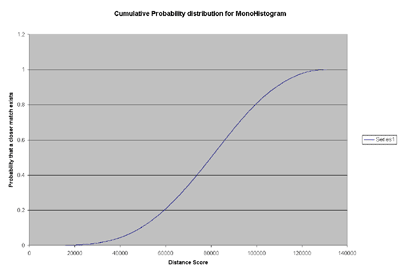 Cumulative Probability distribution for MonoHistogram
1.2
1
0.8
0.6
0.4
0.2
0
Probability that a closer match exists
0 20000 40000 60000 80000 100000 120000 140000
Distance Score
Series1